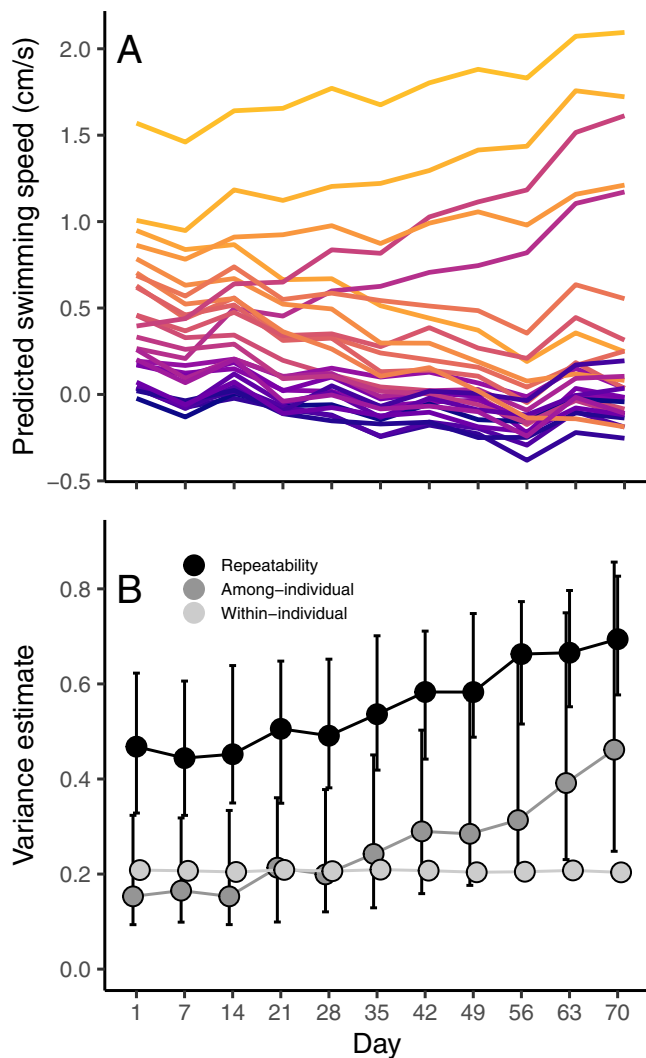 A
Predicted swimming speed (cm/s)
2.0
1.5
1.0
0.5
0.0
−0.5
B
Repeatability
Among−individual
Within−individual
Variance estimate
0.8
0.6
0.4
0.2
0.0
1 7 14 21 28 35 42 49 56 63 70
Day